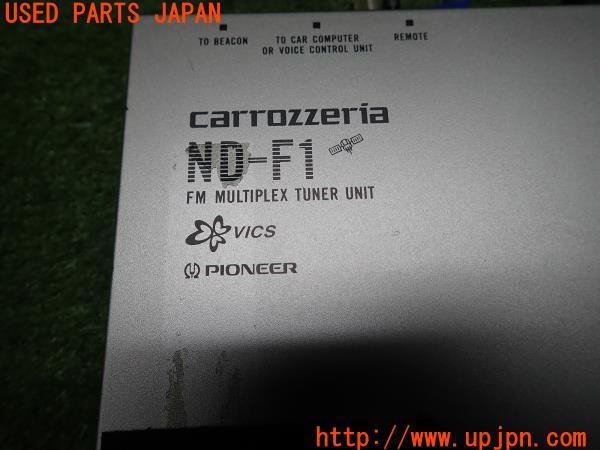 USED PARTS JAPAN
TO BEACON
TO CAR COMPUTER
OR VOICE CONTROL UNIT
REMOTE
carrozzeria
ND-F1
FM MULTIPLEX TUNER UNIT
VICS
PIONEER
http://www.upjpn.com